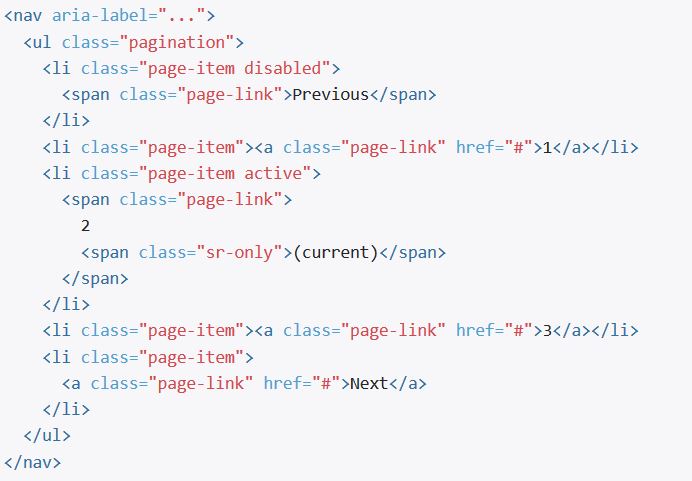 <nav aria-label="...">
  <ul class="pagination">
    <li class="page-item disabled">
      <span class="page-link">Previous</span>
    </li>
    <li class="page-item"><a class="page-link" href="#">1</a></li>
    <li class="page-item active">
      <span class="page-link">
        2
        <span class="sr-only">(current)</span>
      </span>
    </li>
    <li class="page-item"><a class="page-link" href="#">3</a></li>
    <li class="page-item">
      <a class="page-link" href="#">Next</a>
    </li>
  </ul>
</nav>